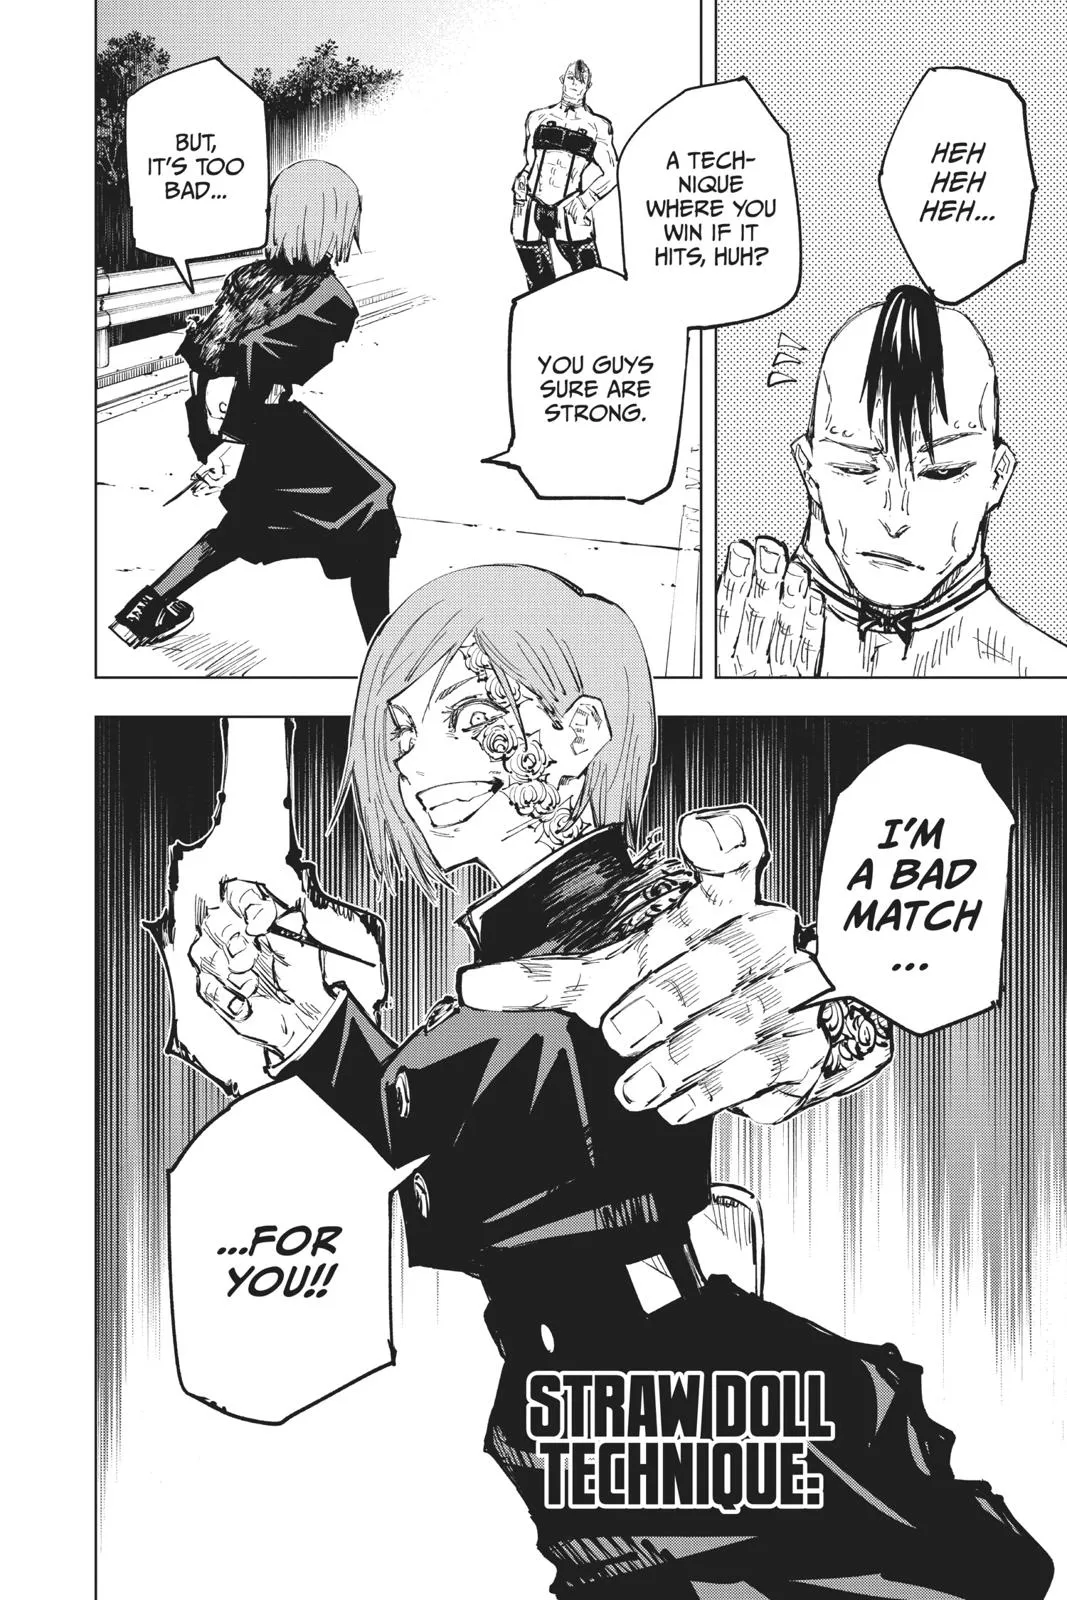 HEH
HEH
HEH...
A TECH-
NIQUE
WHERE YOU
WIN IF IT
HITS, HUH?
YOU GUYS
SURE ARE
STRONG.
BUT,
IT'S TOO
BAD...
I'M
A BAD
MATCH
...
...FOR
YOU!!
STRAW DOLL
TECHNIQUE: